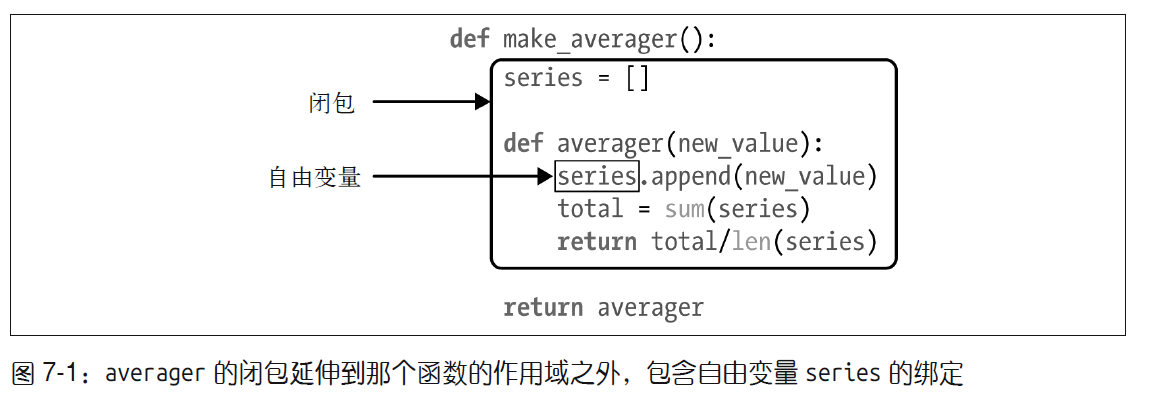 def make_averager():
series = []
闭包
def averager(new_value):
自由变量 series.append(new_value)
total = sum(series)
return total/len(series)
return averager
图 7-1：averager 的闭包延伸到那个函数的作用域之外，包含自由变量 series 的绑定